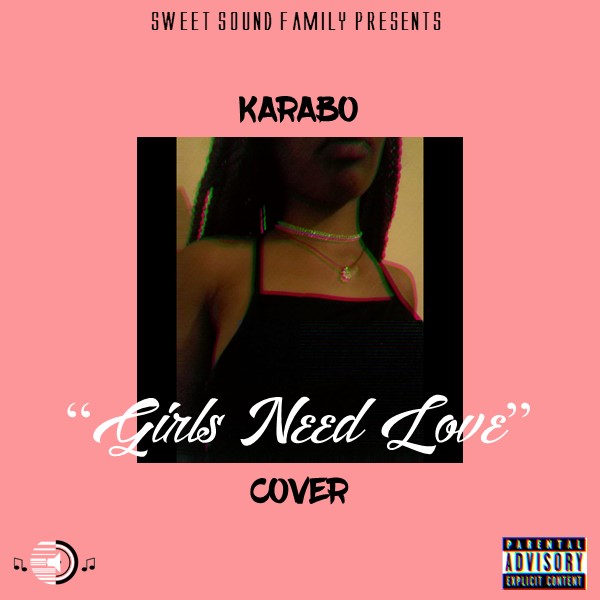 SWEET SOUND FAMILY PRESENTS
KARABO
“Girls Need Love”
COVER
PARENTAL
ADVISORY
EXPLICIT CONTENT